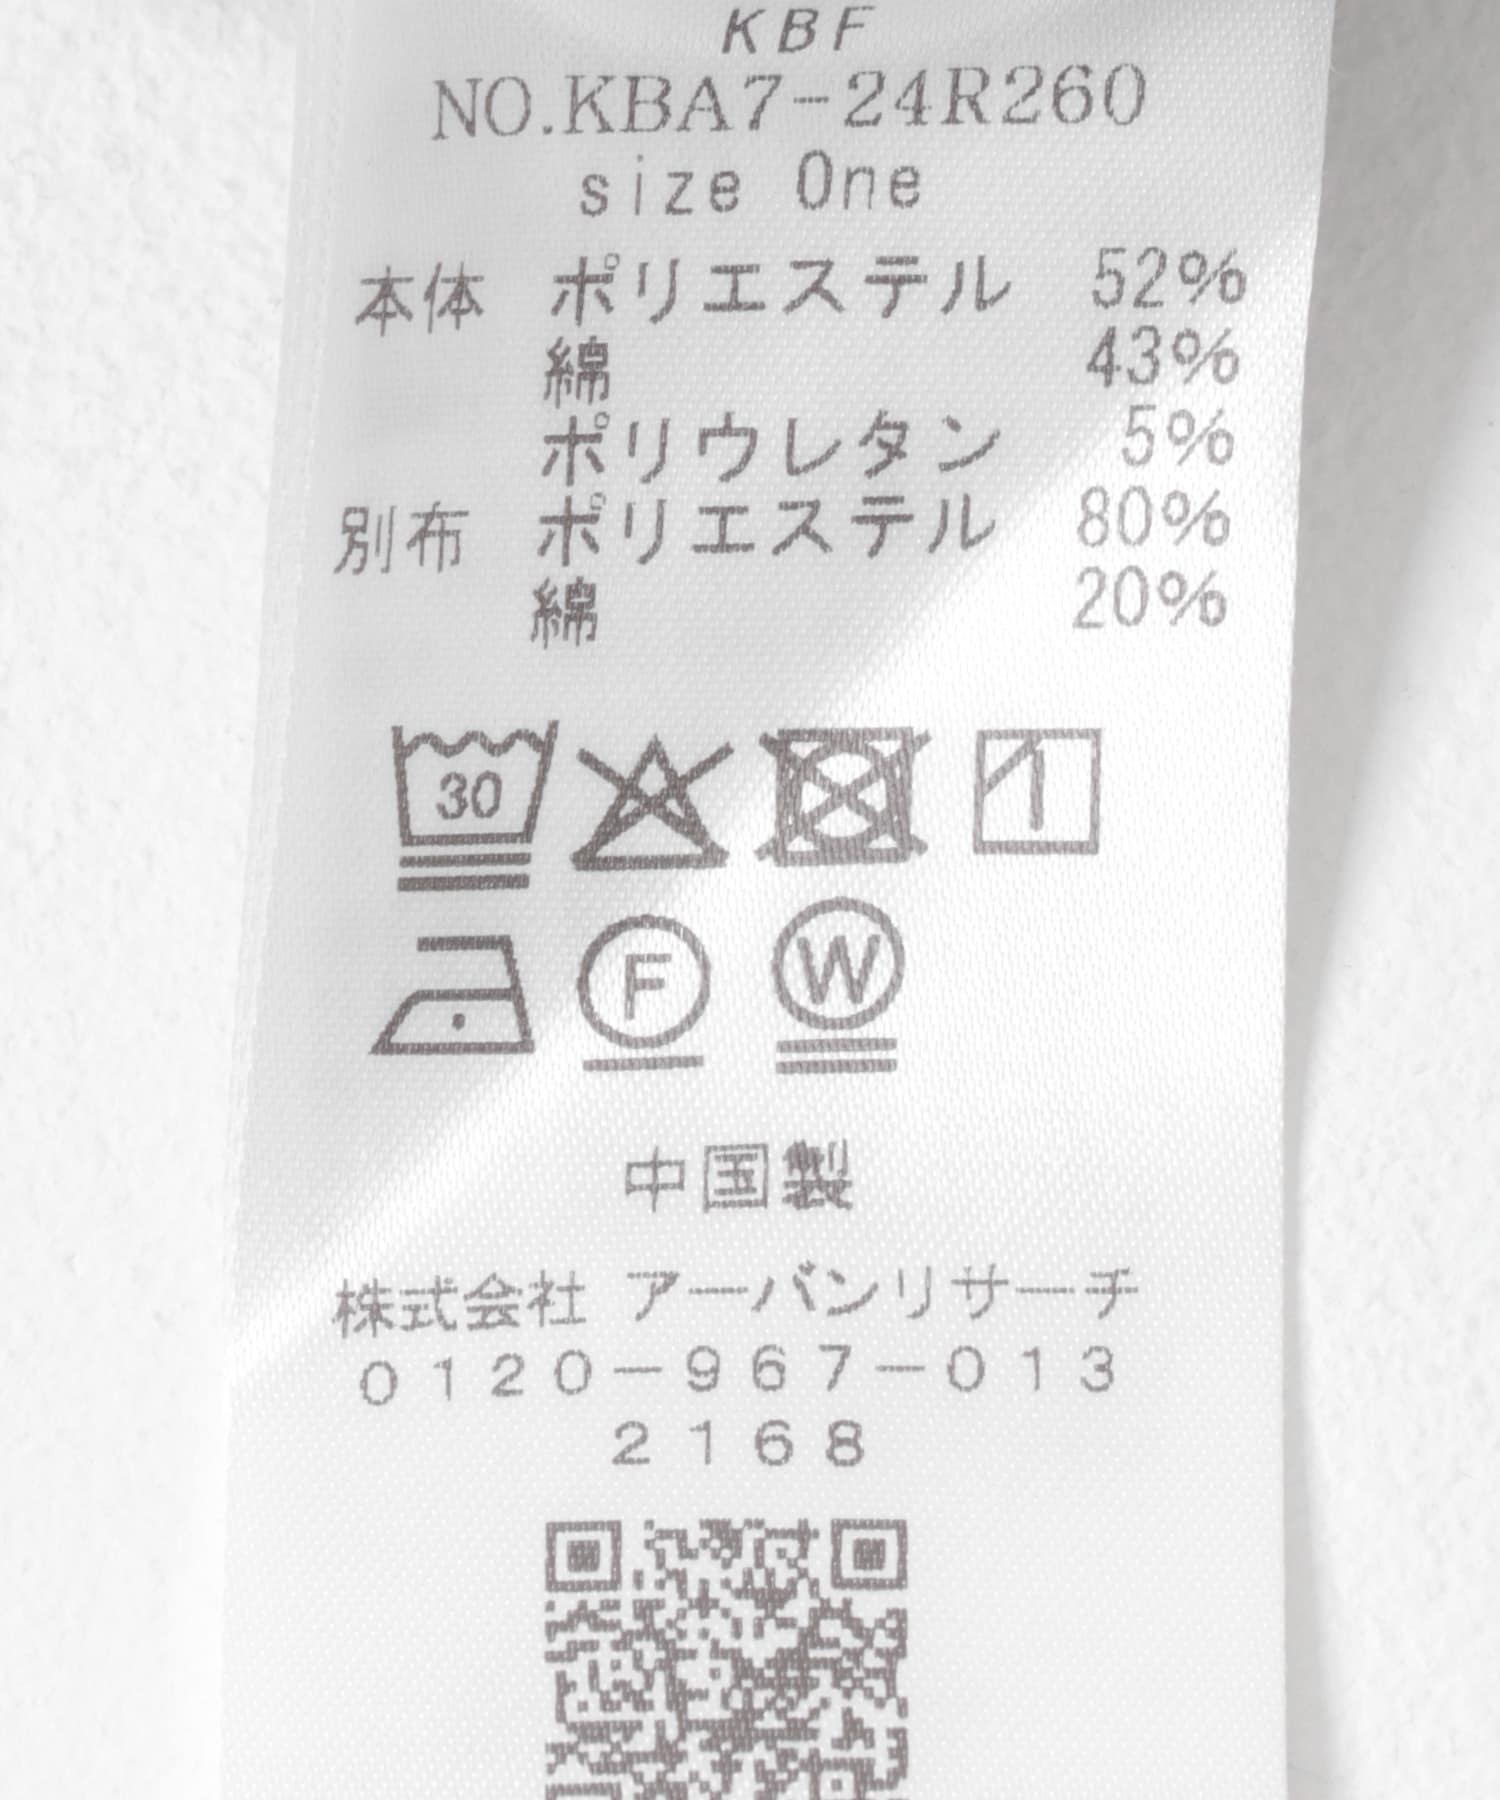 KBF
NO.KBA7-24R260
size One
本体 ポリエステル 52%
綿 43%
ポリウレタン 5%
別布 ポリエステル 80%
綿 20%
30
F W
中国製
株式会社 アーバンリサーチ
0120-967-013
2168